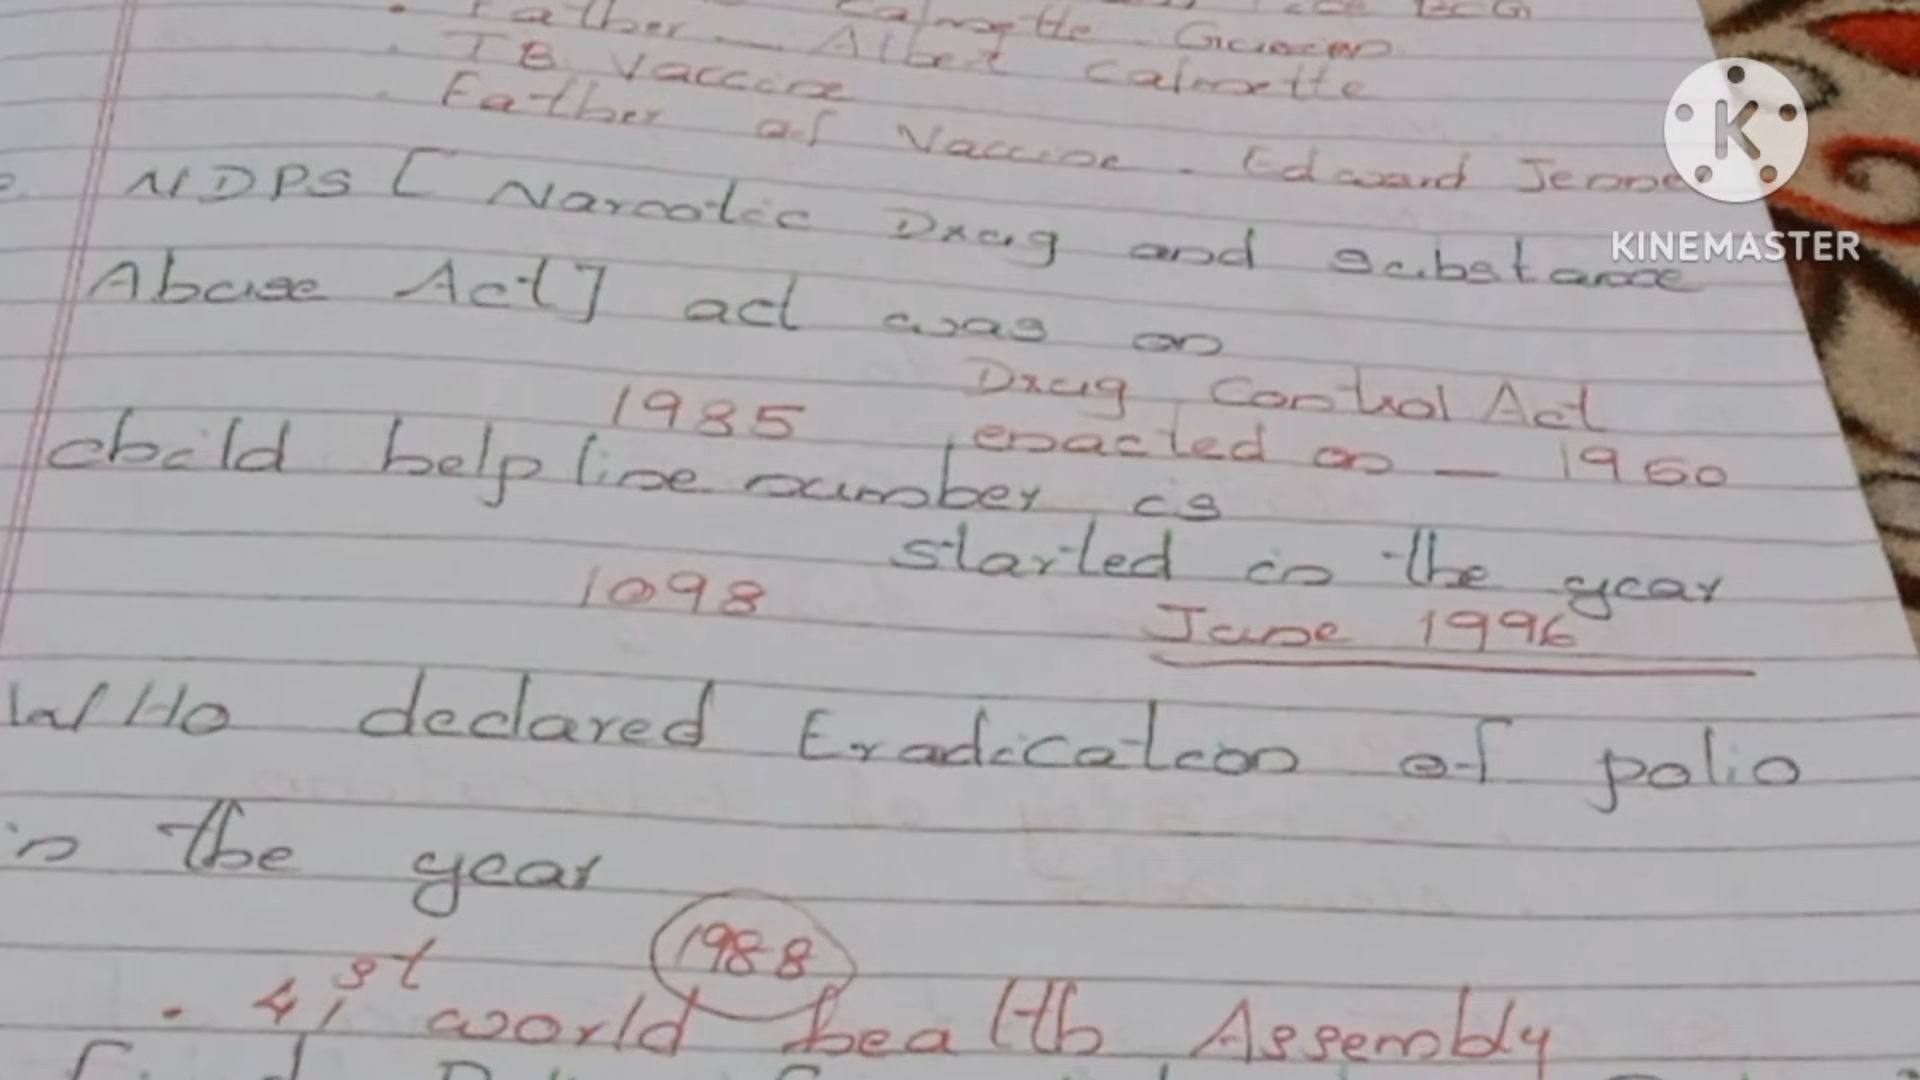 Calmette Guerin
Father - Albert Calmette
TB Vaccine
Father of Vaccine - Edward Jenne
NDPS [ Narcotic Drug and Substance
Abuse Act] act was on
1985
Drug Control Act
enacted on - 1950
child help line number is
started in the year
1098
June 1996
WHO declared Eradication of polio
in the year
1988
• 41st world health Assembly
KINEMASTER